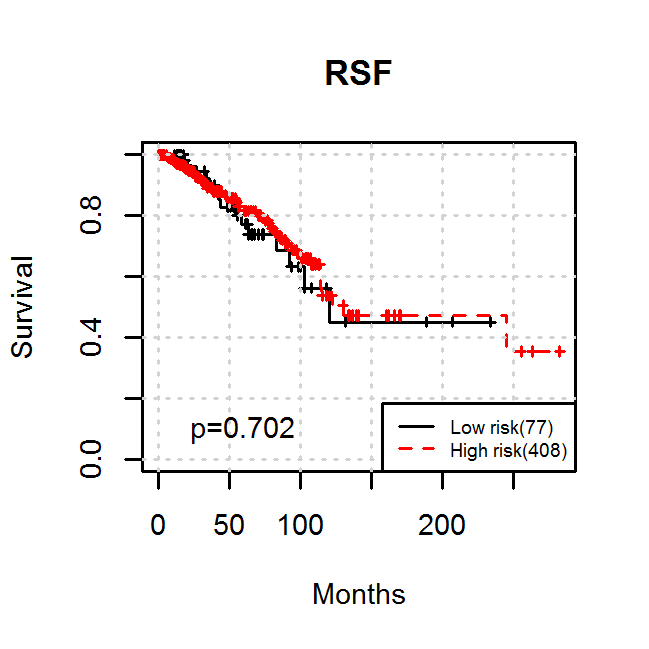 RSF
Survival
0.8
0.4
0.0
p=0.702
Low risk(77)
High risk(408)
0 50 100 200
Months